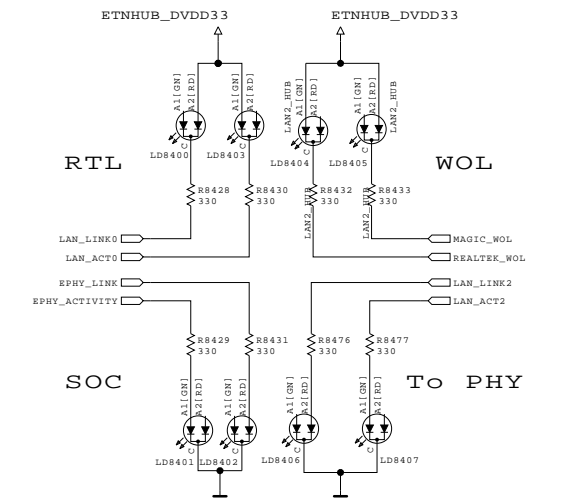 ETNHUB_DVDD33 ETNHUB_DVDD33
A1[GN] A2[RD] A1[GN] A2[RD] LAN2_HUB A1[GN] A2[RD] A1[GN] A2[RD] LAN2_HUB
C C C C
LD8400 LD8403 LD8404 LD8405
RTL WOL
R8428 R8430 R8432 R8433
330 330 330 330
LAN2_HUB LAN2_HUB
LAN_LINK0 MAGIC_WOL
LAN_ACT0 REALTEK_WOL
EPHY_LINK LAN_LINK2
EPHY_ACTIVITY LAN_ACT2
R8429 R8431 R8476 R8477
330 330 330 330
SOC To PHY
A1[GN] A2[RD] A1[GN] A2[RD] A1[GN] A2[RD] A1[GN] A2[RD]
C C C C
LD8401 LD8402 LD8406 LD8407